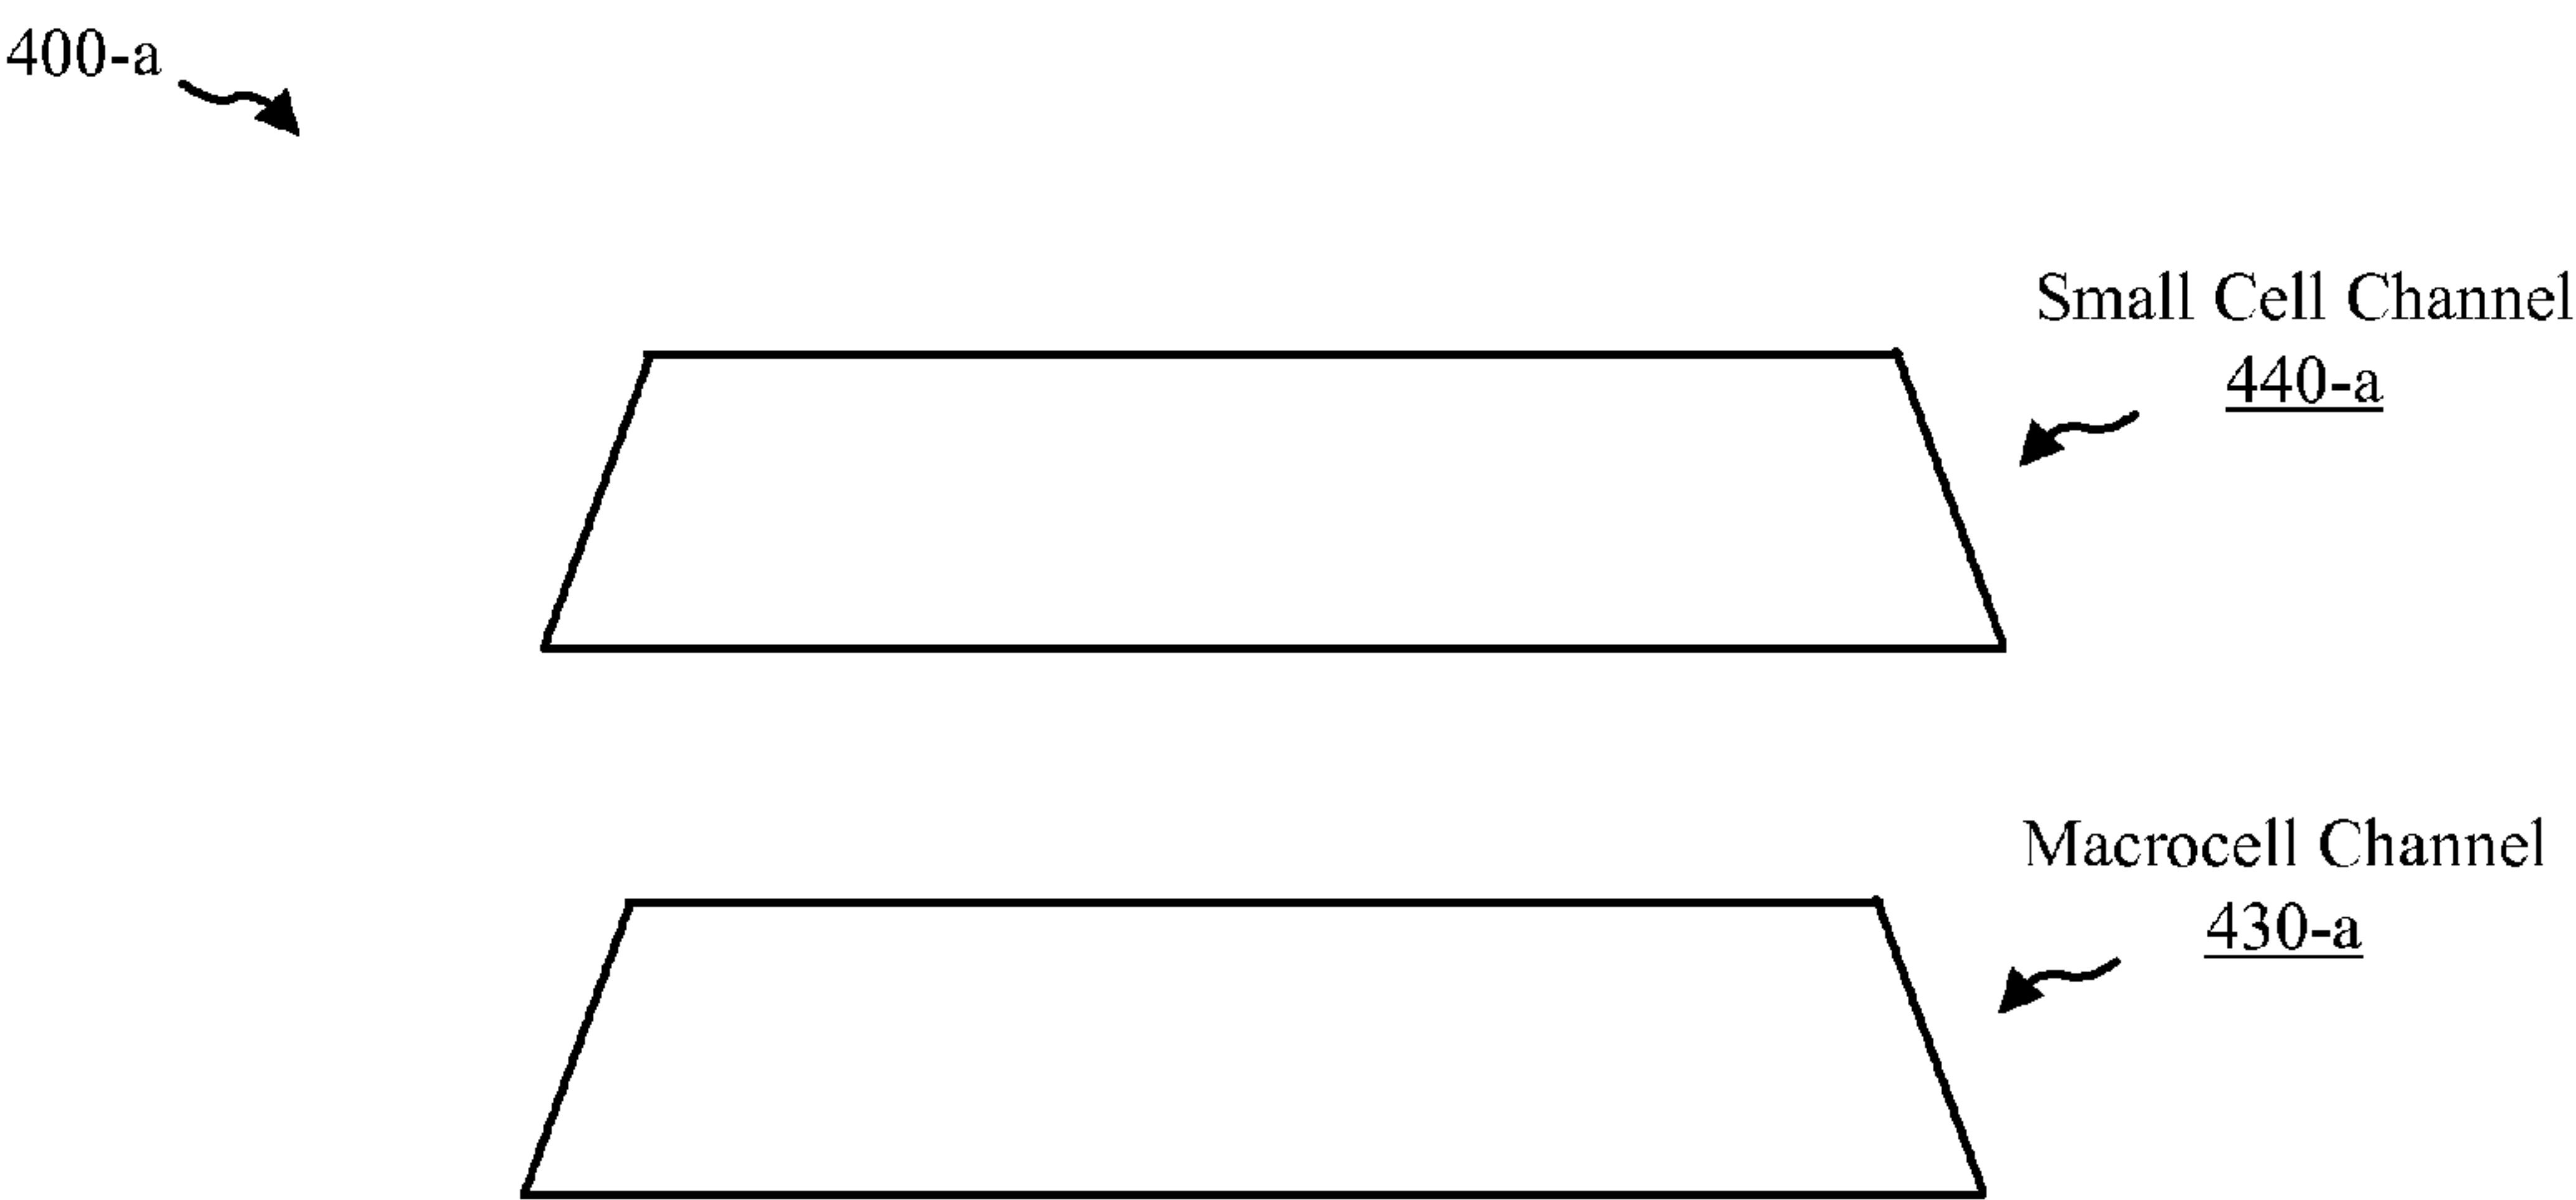 400-a
Small Cell Channel
440-a
Macrocell Channel
430-a